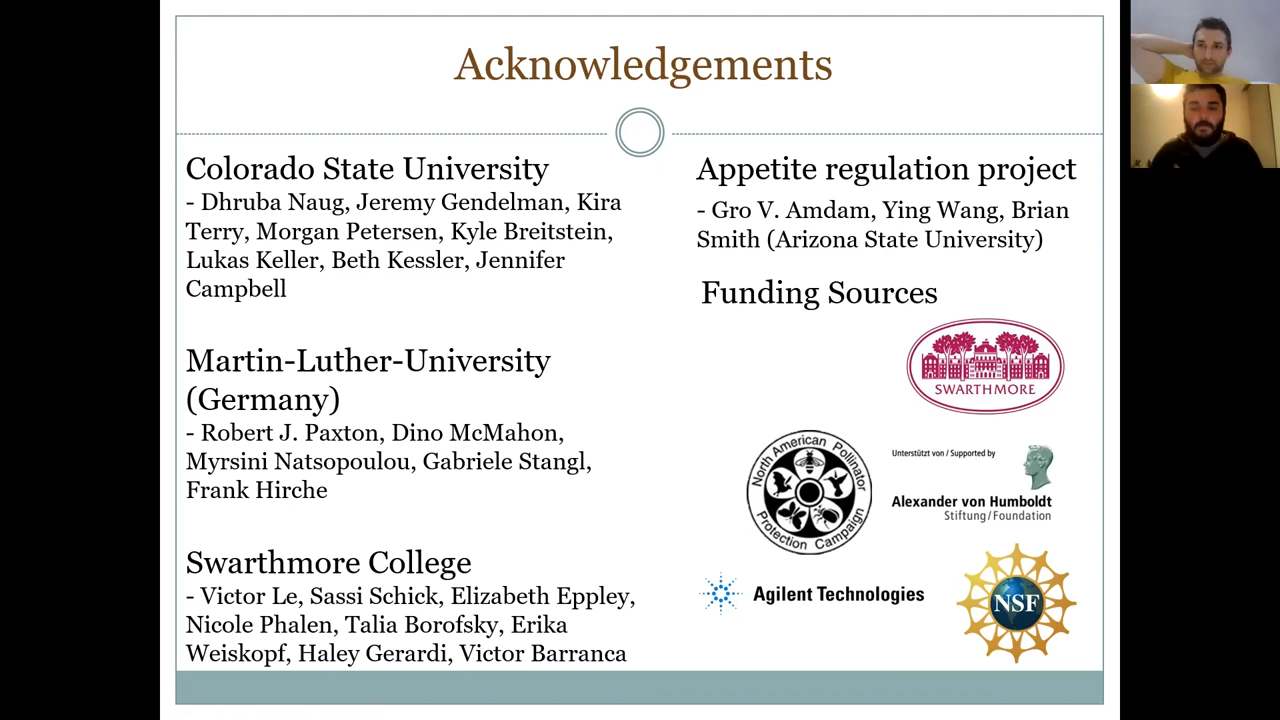 Acknowledgements
Colorado State University
- Dhruba Naug, Jeremy Gendelman, Kira
Terry, Morgan Petersen, Kyle Breitstein,
Lukas Keller, Beth Kessler, Jennifer
Campbell
Martin-Luther-University
(Germany)
- Robert J. Paxton, Dino McMahon,
Myrsini Natsopoulou, Gabriele Stangl,
Frank Hirche
Swarthmore College
- Victor Le, Sassi Schick, Elizabeth Eppley,
Nicole Phalen, Talia Borofsky, Erika
Weiskopf, Haley Gerardi, Victor Barranca
Appetite regulation project
- Gro V. Amdam, Ying Wang, Brian
Smith (Arizona State University)
Funding Sources
SWARTHMORE
North American Pollinator
Protection Campaign
Unterstützt von / Supported by
Alexander von Humboldt
Stiftung/Foundation
Agilent Technologies
NSF